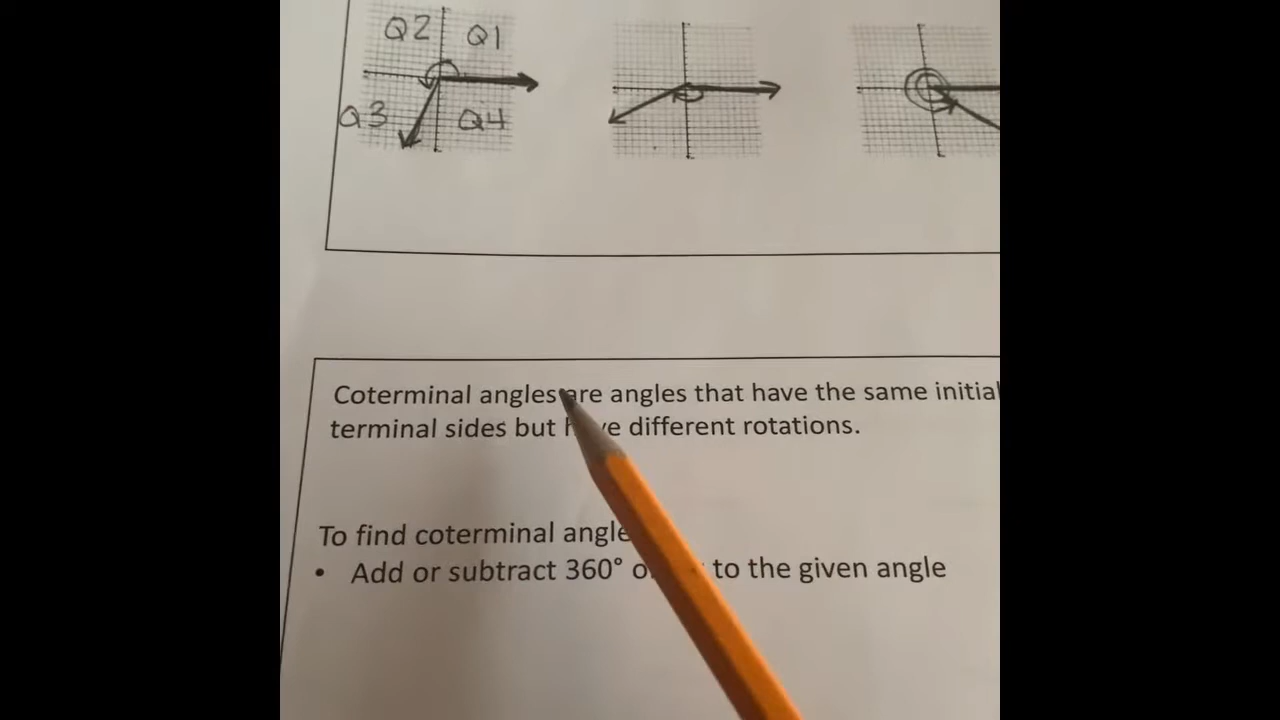 Q2 Q1
Q3 Q4
Coterminal angles are angles that have the same initial
terminal sides but have different rotations.
To find coterminal angle
• Add or subtract 360° to the given angle